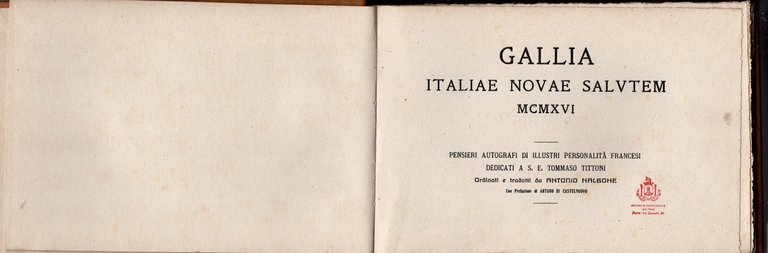 GALLIA
ITALIAE NOVAE SALVTEM
MCMXVI
PENSIERI AUTOGRAFI DI ILLUSTRI PERSONALITÀ FRANCESI
DEDICATI A S. E. TOMMASO TITTONI
Ordinati e tradotti da ANTONIO NALBONE
Con Prefazione di ARTURO DI CASTELNUOVO